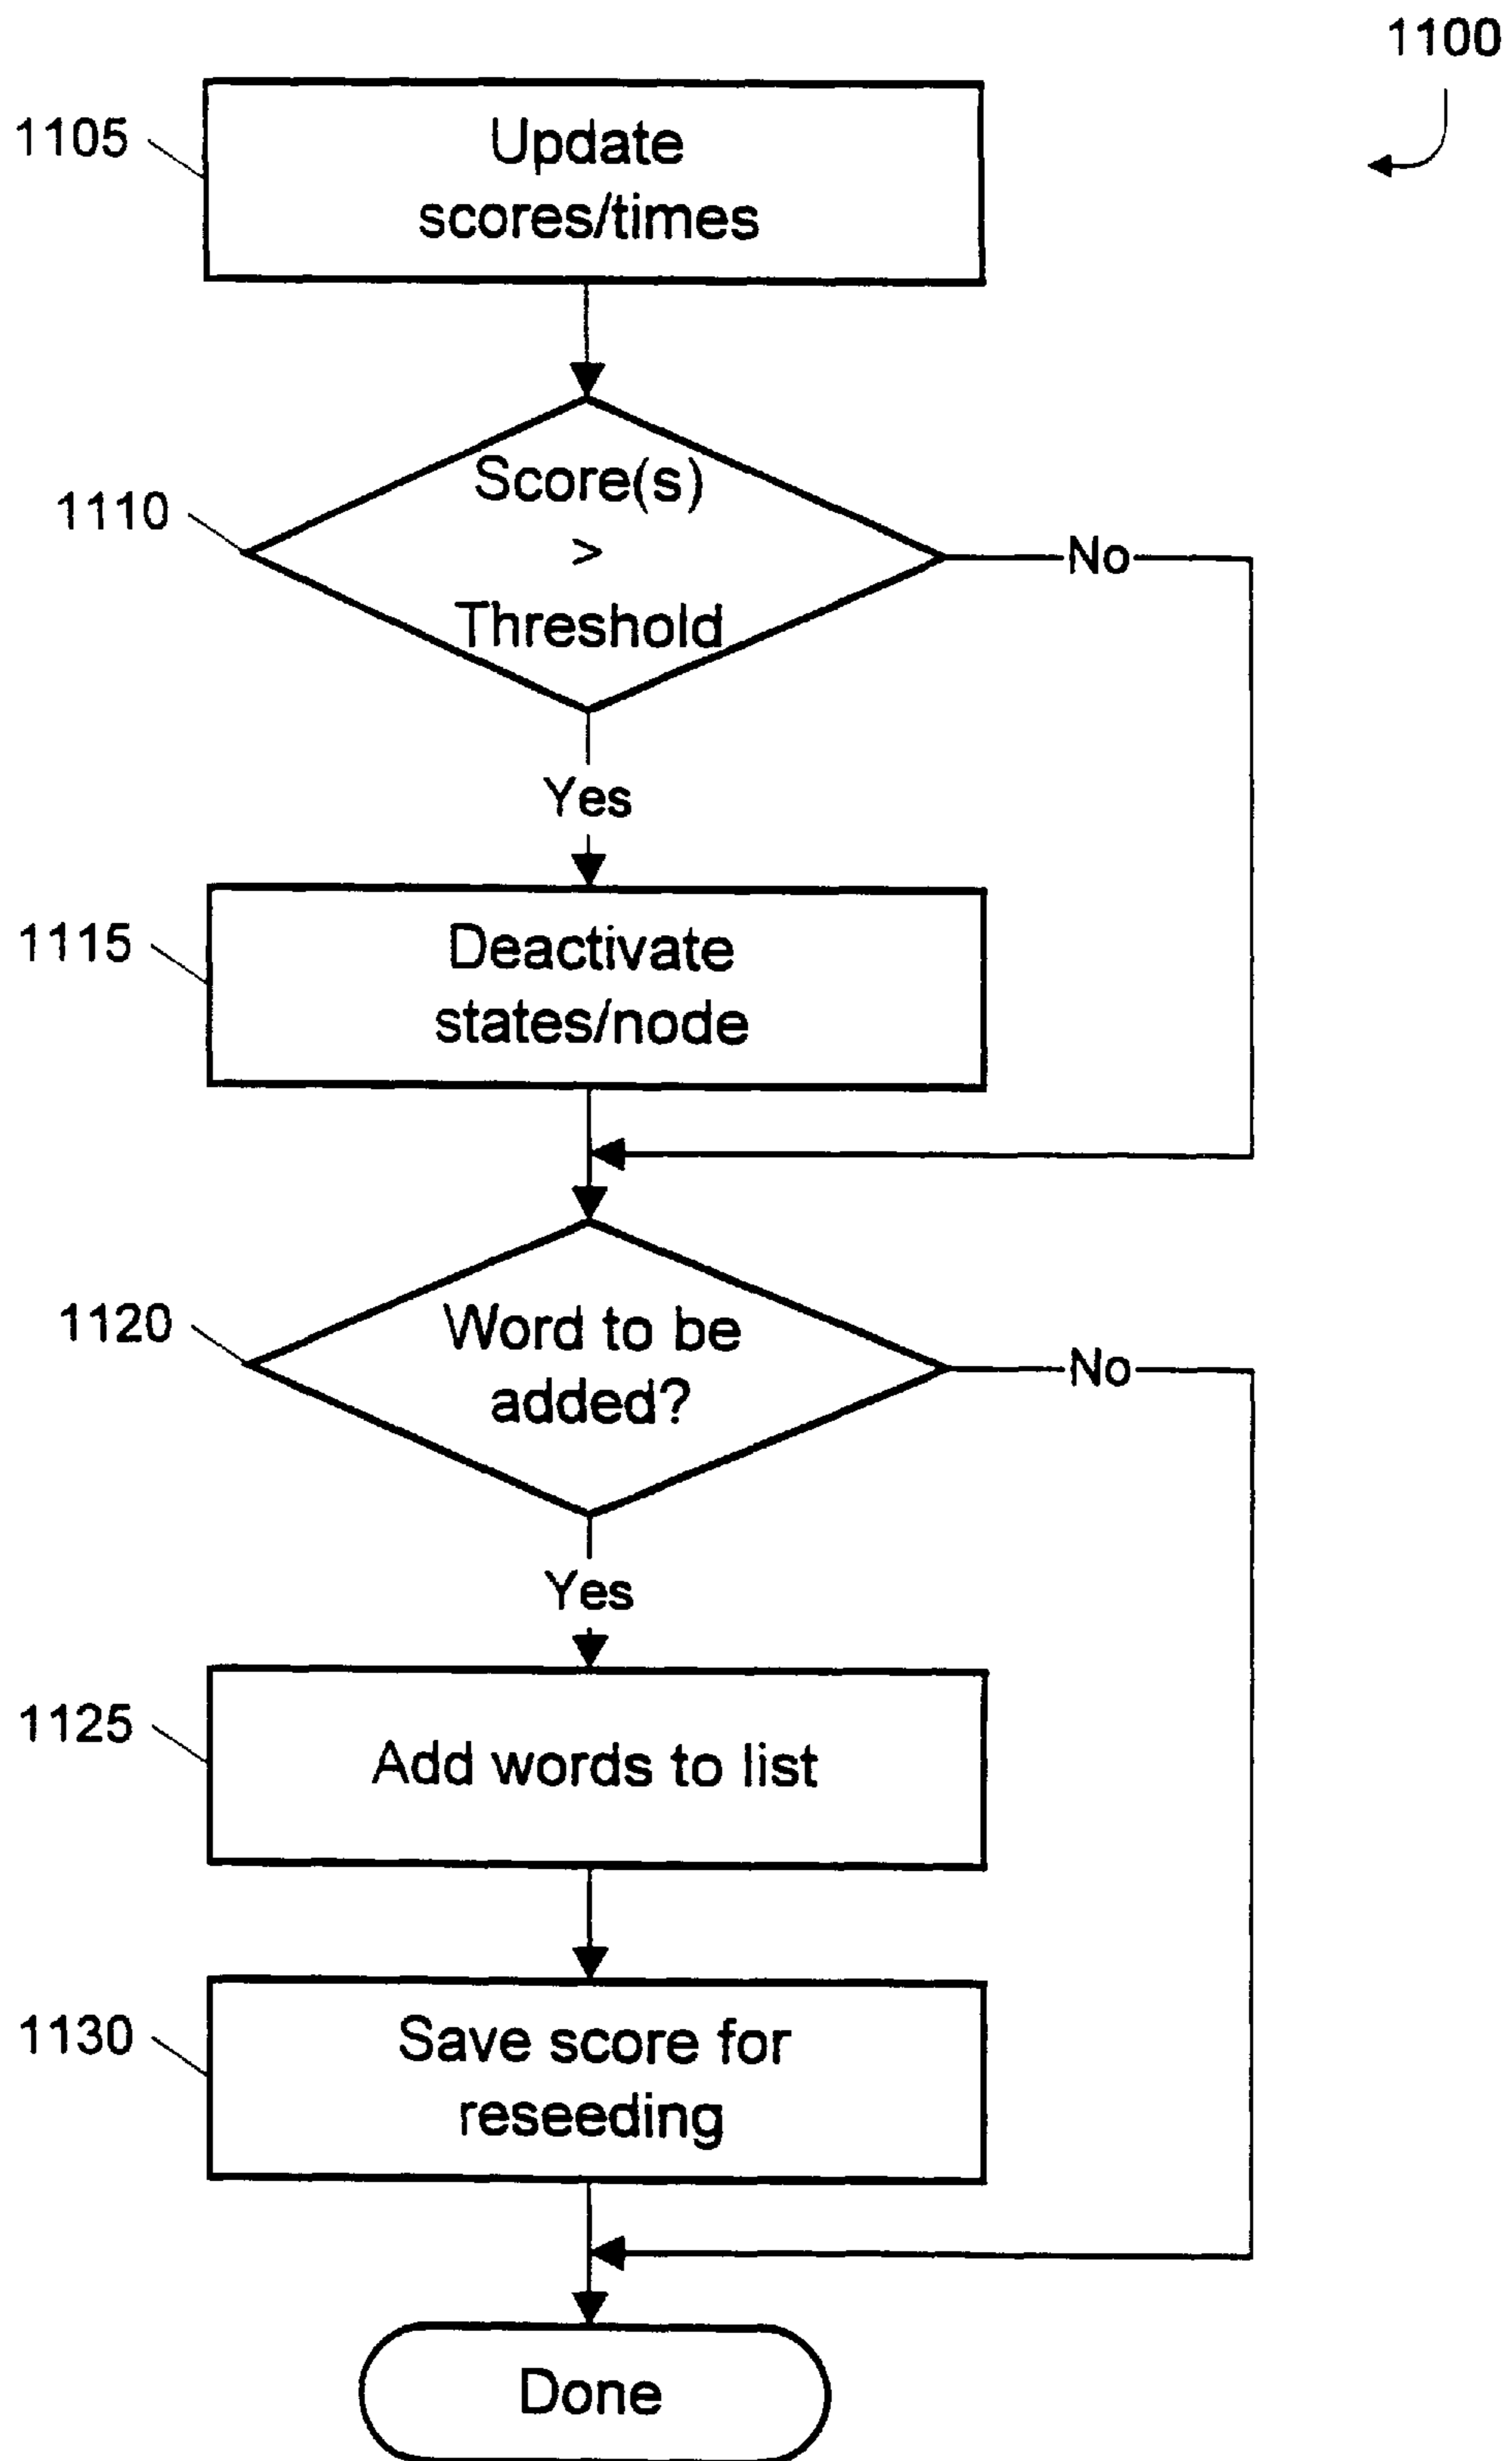 1100
1105
Update
scores/times
1110
Score(s)
>
Threshold
No
Yes
1115
Deactivate
states/node
1120
Word to be
added?
No
Yes
1125
Add words to list
1130
Save score for
reseeding
Done